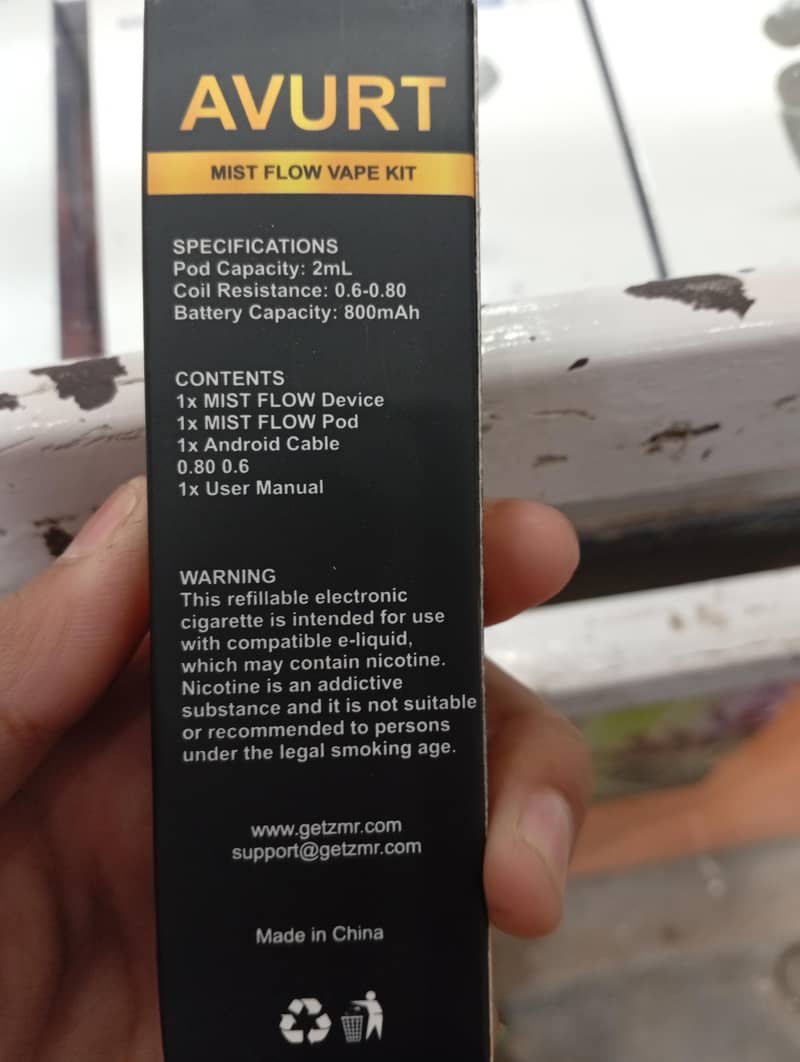 AVURT
MIST FLOW VAPE KIT
SPECIFICATIONS
Pod Capacity: 2mL
Coil Resistance: 0.6-0.80
Battery Capacity: 800mAh
CONTENTS
1x MIST FLOW Device
1x MIST FLOW Pod
1x Android Cable
0.80 0.6
1x User Manual
WARNING
This refillable electronic
cigarette is intended for use
with compatible e-liquid,
which may contain nicotine.
Nicotine is an addictive
substance and it is not suitable
or recommended to persons
under the legal smoking age.
www.getzmr.com
support@getzmr.com
Made in China